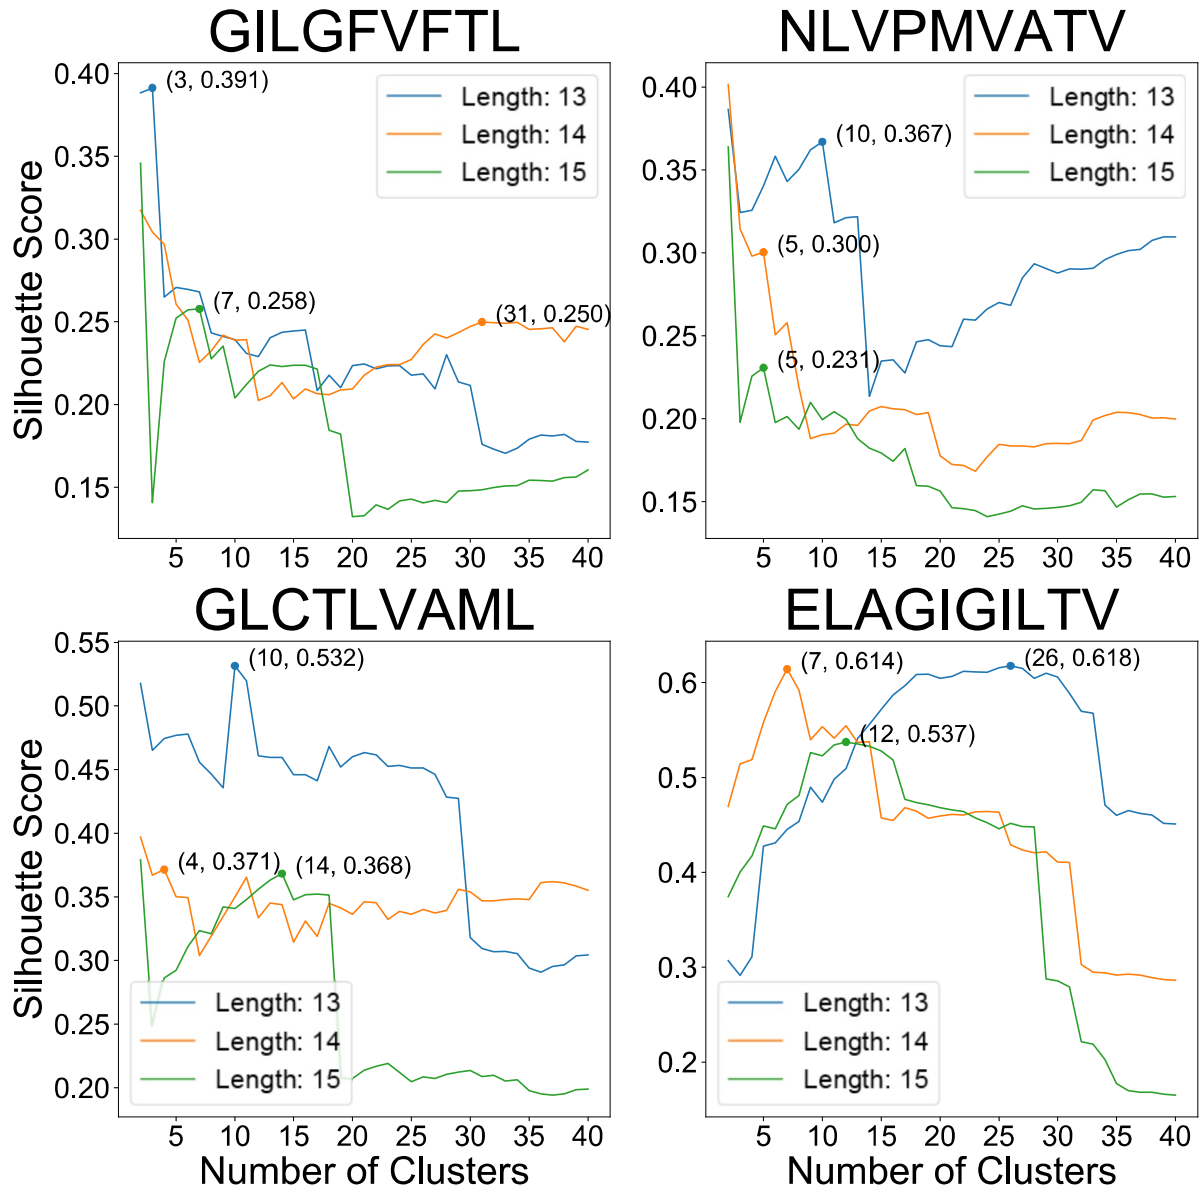 GILGFVFTL
Silhouette Score
0.40
0.35
0.30
0.25
0.20
0.15
(3, 0.391)
(7, 0.258)
(31, 0.250)
Length: 13
Length: 14
Length: 15
5 10 15 20 25 30 35 40
NLVPMVATV
0.40
0.35
0.30
0.25
0.20
0.15
(10, 0.367)
(5, 0.300)
(5, 0.231)
Length: 13
Length: 14
Length: 15
5 10 15 20 25 30 35 40
GLCTLVAML
Silhouette Score
0.55
0.50
0.45
0.40
0.35
0.30
0.25
0.20
(10, 0.532)
(4, 0.371)
(14, 0.368)
Length: 13
Length: 14
Length: 15
5 10 15 20 25 30 35 40
Number of Clusters
ELAGIGILTV
0.6
0.5
0.4
0.3
0.2
(7, 0.614)
(26, 0.618)
(12, 0.537)
Length: 13
Length: 14
Length: 15
5 10 15 20 25 30 35 40
Number of Clusters